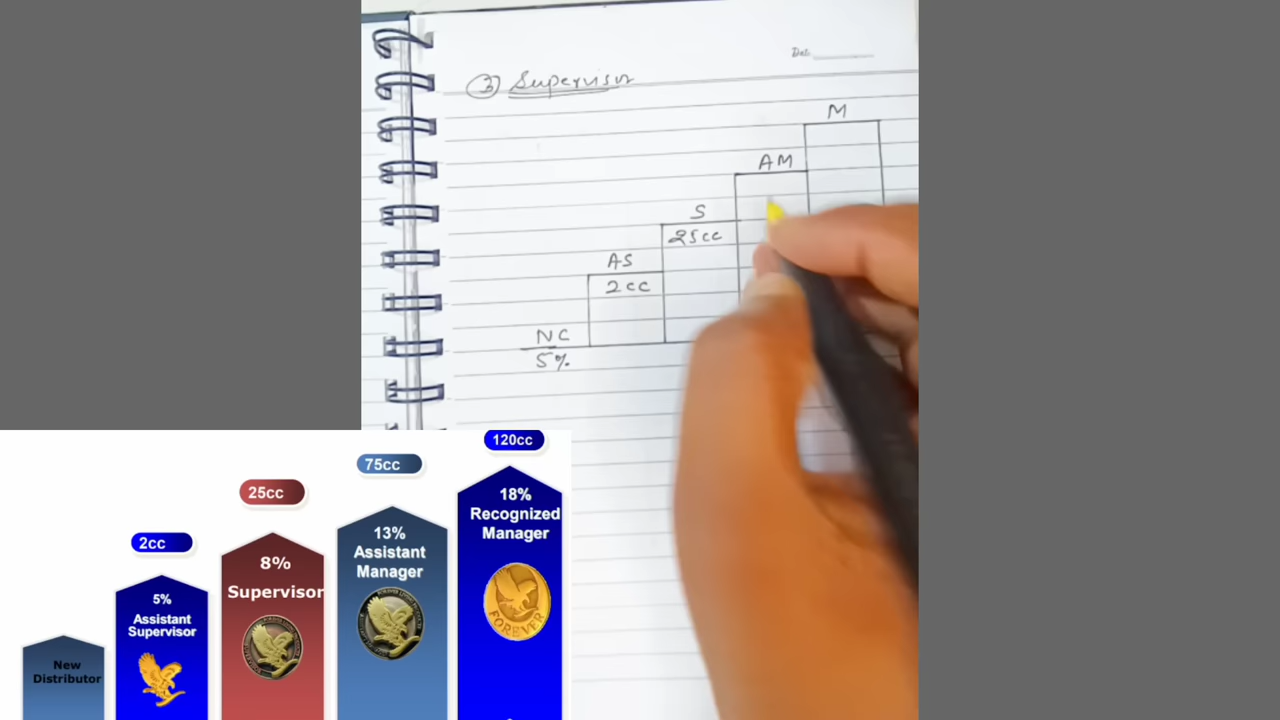 Det.
3 Supervisor
M
AM
S
25cc
AS
2cc
NC
5%
120cc
75cc
25cc
2cc
18%
Recognized
Manager
13%
Assistant
Manager
8%
Supervisor
5%
Assistant
Supervisor
New
Distributor
FOREVER